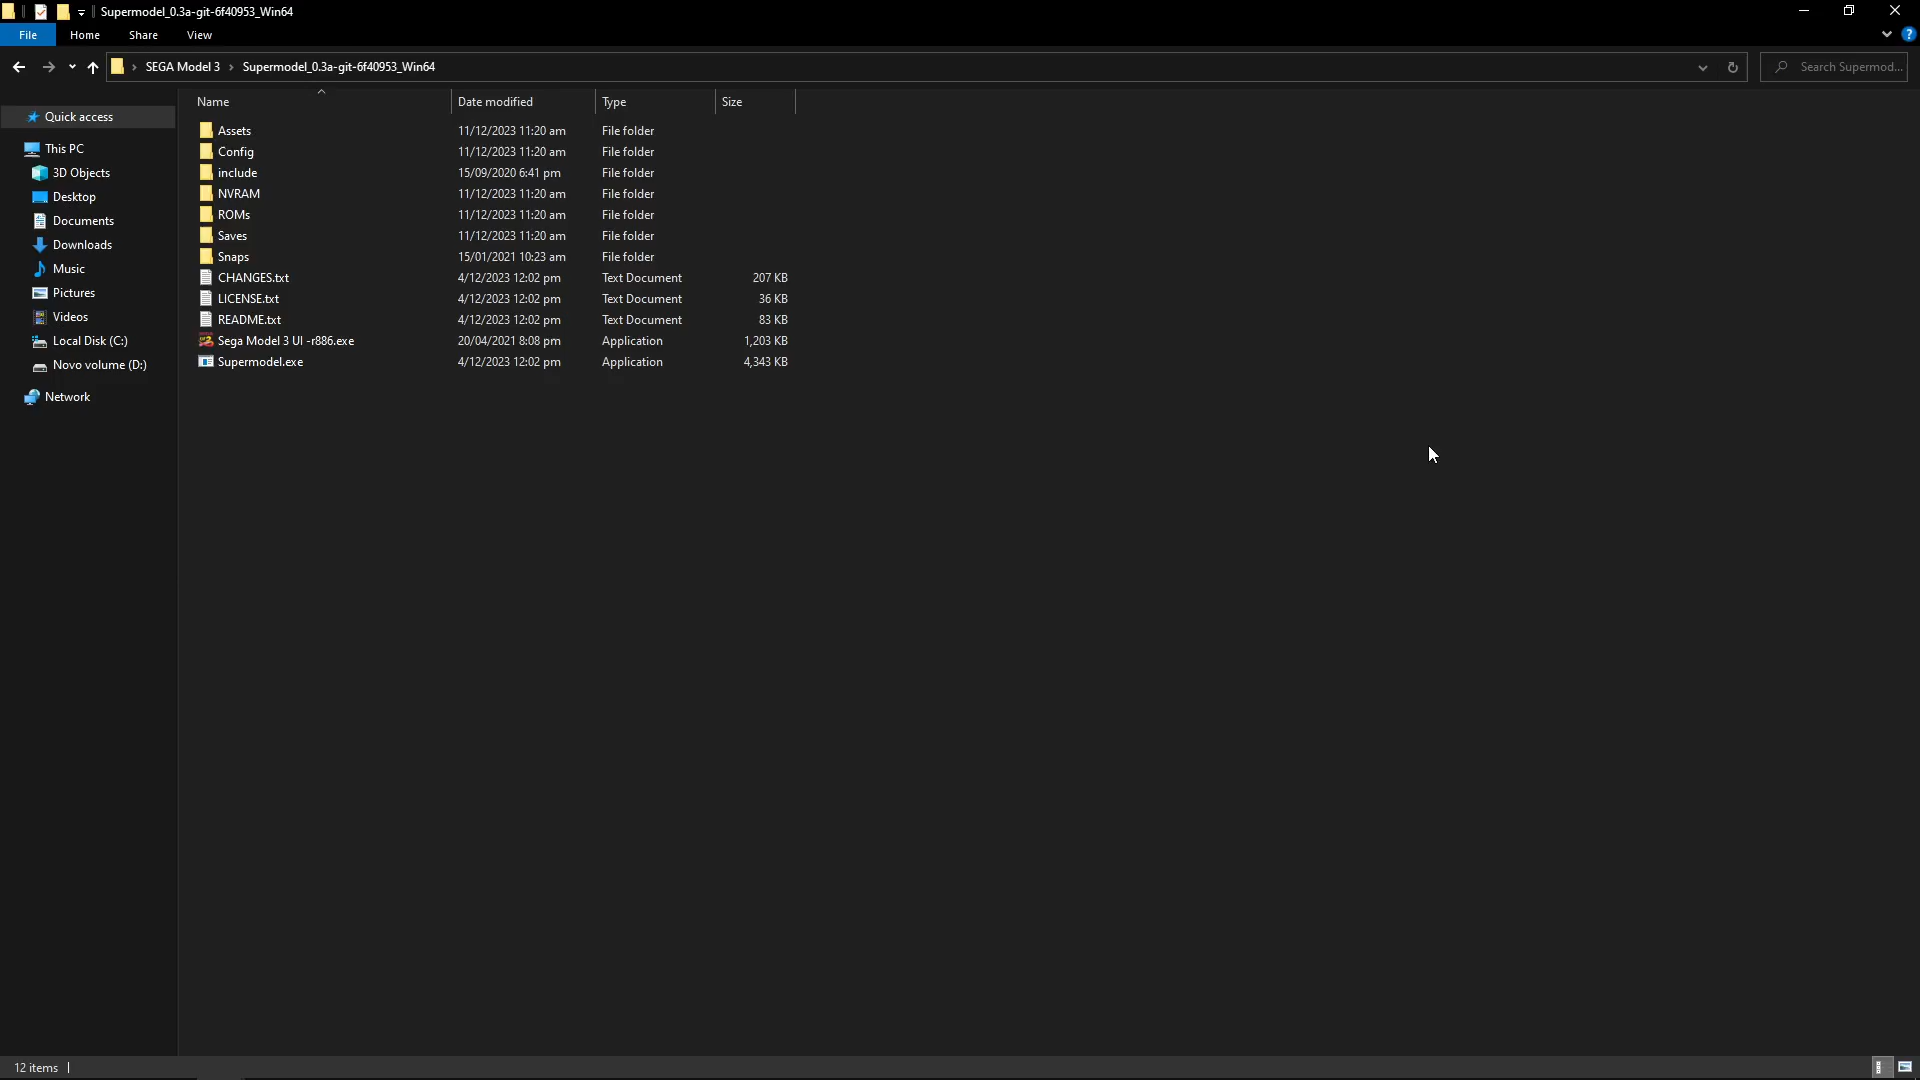 Supermodel_0.3a-git-6f40953_Win64
File Home Share View
SEGA Model 3 Supermodel_0.3a-git-6f40953_Win64 Search Supermod...
Name Date modified Type Size
Quick access
This PC
3D Objects
Desktop
Documents
Downloads
Music
Pictures
Videos
Local Disk (C:)
Novo volume (D:)
Network
Assets 11/12/2023 11:20 am File folder
Config 11/12/2023 11:20 am File folder
include 15/09/2020 6:41 pm File folder
NVRAM 11/12/2023 11:20 am File folder
ROMs 11/12/2023 11:20 am File folder
Saves 11/12/2023 11:20 am File folder
Snaps 15/01/2021 10:23 am File folder
CHANGES.txt 4/12/2023 12:02 pm Text Document 207 KB
LICENSE.txt 4/12/2023 12:02 pm Text Document 36 KB
README.txt 4/12/2023 12:02 pm Text Document 83 KB
Sega Model 3 UI -r886.exe 20/04/2021 8:08 pm Application 1,203 KB
Supermodel.exe 4/12/2023 12:02 pm Application 4,343 KB
12 items